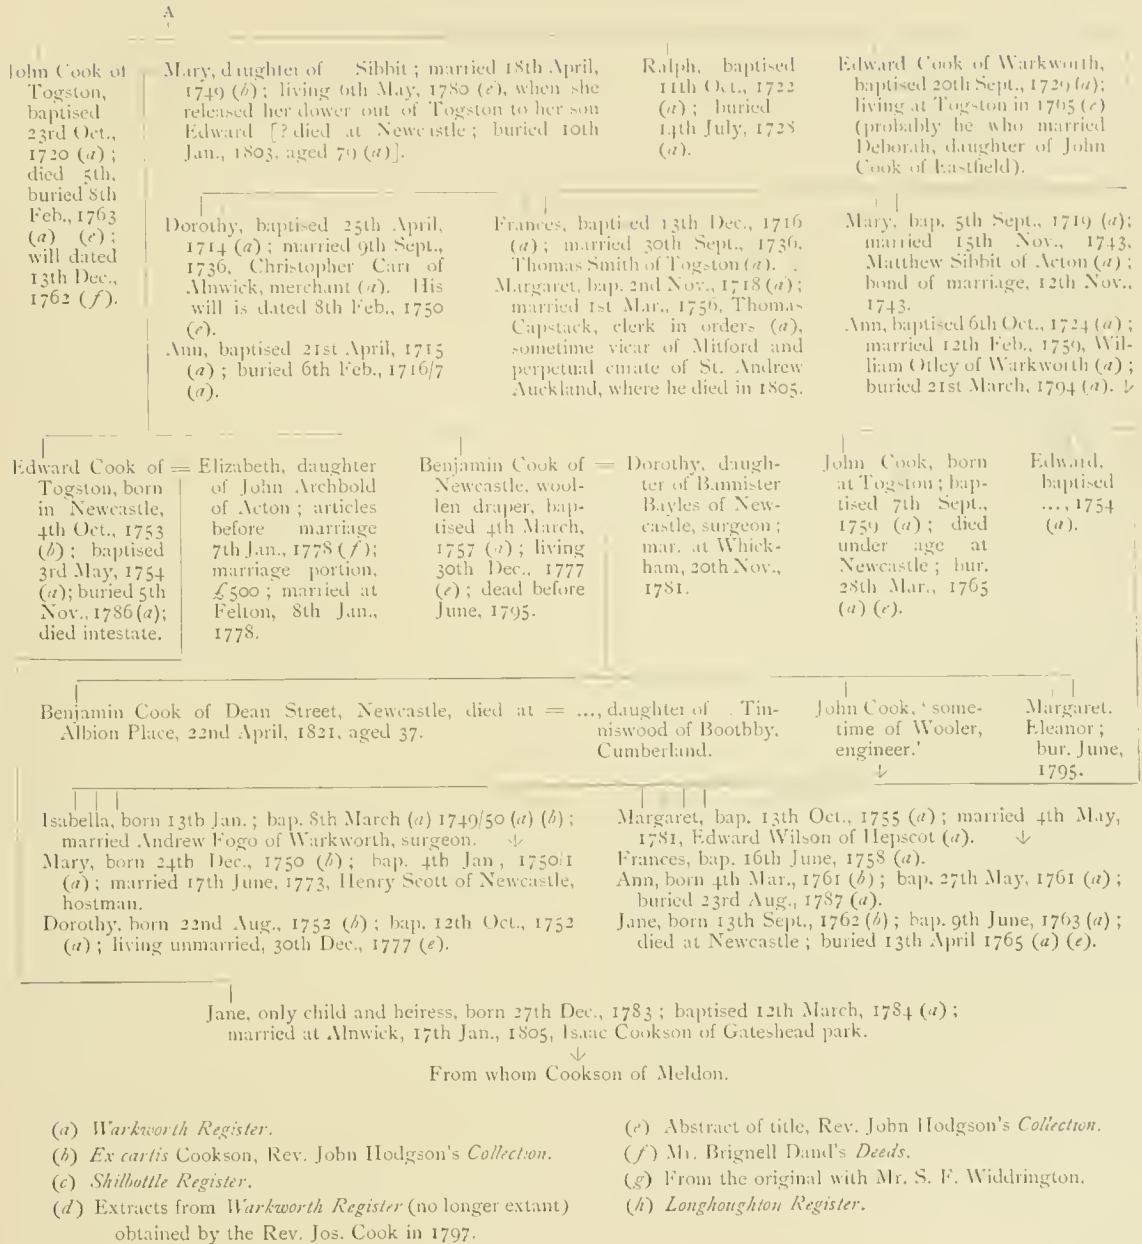 A
John Cook of
Togston,
baptised
23rd Oct.,
1720 (a) ;
died 5th,
buried 8th
Feb., 1763
(a) (e) ;
will dated
13th Dec.,
1762 (f).
Mary, daughter of Sibbit ; married 18th April,
1749 (b) ; living 6th May, 1780 (e), when she
released her dower out of Togston to her son
Edward [? died at Newcastle ; buried 10th
Jan., 1803, aged 79 (a)].
Ralph, baptised
11th Oct., 1722
(a) ; buried
14th July, 1728
(a).
Edward Cook of Warkworth,
baptised 20th Sept., 1729 (a);
living at Togston in 1765 (e)
(probably he who married
Deborah, daughter of John
Cook of Eastfield).
Dorothy, baptised 25th April,
1714 (a) ; married 9th Sept.,
1736, Christopher Carr of
Alnwick, merchant (a). His
will is dated 8th Feb., 1750
(e).
Ann, baptised 21st April, 1715
(a) ; buried 6th Feb., 1716/7
(a).
Frances, baptised 13th Dec., 1716
(a) ; married 30th Sept., 1736,
Thomas Smith of Togston (a).
Margaret, bap. 2nd Nov., 1718 (a) ;
married 1st Mar., 1756, Thomas
Capstack, clerk in orders (a),
sometime vicar of Mitford and
perpetual curate of St. Andrew
Auckland, where he died in 1805.
Mary, bap. 5th Sept., 1719 (a);
married 15th Nov., 1743,
Matthew Sibbit of Acton (a) ;
bond of marriage, 12th Nov.,
1743.
Ann, baptised 6th Oct., 1724 (a) ;
married 12th Feb., 1759, Wil-
liam Otley of Warkworth (a) ;
buried 21st March, 1794 (a). ↓
Edward Cook of =
Togston, born
in Newcastle,
4th Oct., 1753
(b) ; baptised
3rd May, 1754
(a); buried 5th
Nov., 1786 (a);
died intestate.
Elizabeth, daughter
of John Archbold
of Acton ; articles
before marriage
7th Jan., 1778 (f);
marriage portion,
£500 ; married at
Felton, 8th Jan.,
1778.
Benjamin Cook of =
Newcastle, wool-
len draper, bap-
tised 4th March,
1757 (a) ; living
30th Dec., 1777
(e) ; dead before
June, 1795.
Dorothy, daugh-
ter of Bannister
Bayles of New-
castle, surgeon ;
mar. at Whick-
ham, 20th Nov.,
1781.
John Cook, born
at Togston ; bap-
tised 7th Sept.,
1759 (a) ; died
under age at
Newcastle ; bur.
28th Mar., 1765
(a) (e).
Edward,
baptised
..., 1754
(a).
Benjamin Cook of Dean Street, Newcastle, died at =
Albion Place, 22nd April, 1821, aged 37.
..., daughter of . Tin-
niswood of Boothby,
Cumberland.
John Cook, ' some-
time of Wooler,
engineer.'
↓
Margaret.
Eleanor ;
bur. June,
1795.
Isabella, born 13th Jan. ; bap. 8th March (a) 1749/50 (a) (b) ;
married Andrew Fogo of Warkworth, surgeon. ↓
Mary, born 24th Dec., 1750 (b) ; bap. 4th Jan , 1750/1
(a) ; married 17th June, 1773, Henry Scott of Newcastle,
hostman.
Dorothy, born 22nd Aug., 1752 (b) ; bap. 12th Oct., 1752
(a) ; living unmarried, 30th Dec., 1777 (e).
Margaret, bap. 13th Oct., 1755 (a) ; married 4th May,
1781, Edward Wilson of Hepscot (a). ↓
Frances, bap. 16th June, 1758 (a).
Ann, born 4th Mar., 1761 (b) ; bap. 27th May, 1761 (a) ;
buried 23rd Aug., 1787 (a).
Jane, born 13th Sept., 1762 (b) ; bap. 9th June, 1763 (a) ;
died at Newcastle ; buried 13th April 1765 (a) (e).
Jane, only child and heiress, born 27th Dec., 1783 ; baptised 12th March, 1784 (a) ;
married at Alnwick, 17th Jan., 1805, Isaac Cookson of Gateshead park.
↓
From whom Cookson of Meldon.
(a) Warkworth Register.
(b) Ex cartis Cookson, Rev. John Hodgson's Collection.
(c) Shilbottle Register.
(d) Extracts from Warkworth Register (no longer extant)
obtained by the Rev. Jos. Cook in 1797.
(e) Abstract of title, Rev. John Hodgson's Collection.
(f) Mr. Brignell Dand's Deeds.
(g) From the original with Mr. S. F. Widdrington.
(h) Longhoughton Register.